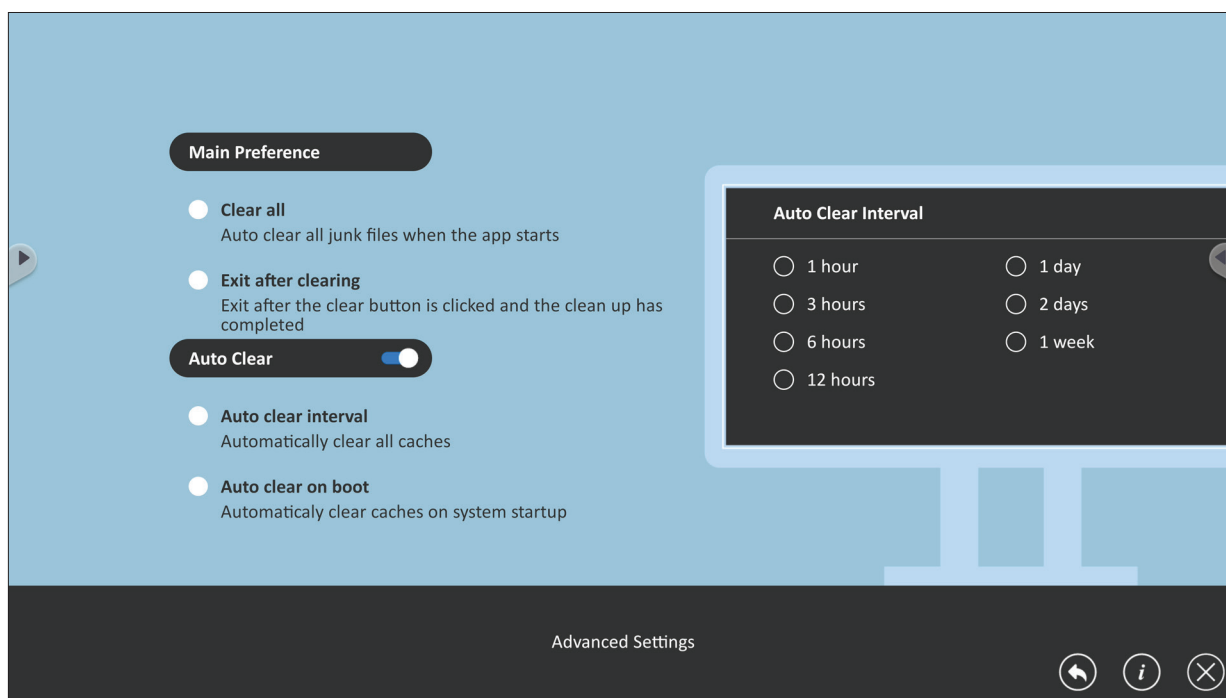 Main Preference
Clear all
Auto clear all junk files when the app starts
Exit after clearing
Exit after the clear button is clicked and the clean up has
completed
Auto Clear
Auto clear interval
Automatically clear all caches
Auto clear on boot
Automaticaly clear caches on system startup
Auto Clear Interval
1 hour
3 hours
6 hours
12 hours
1 day
2 days
1 week
Advanced Settings
i